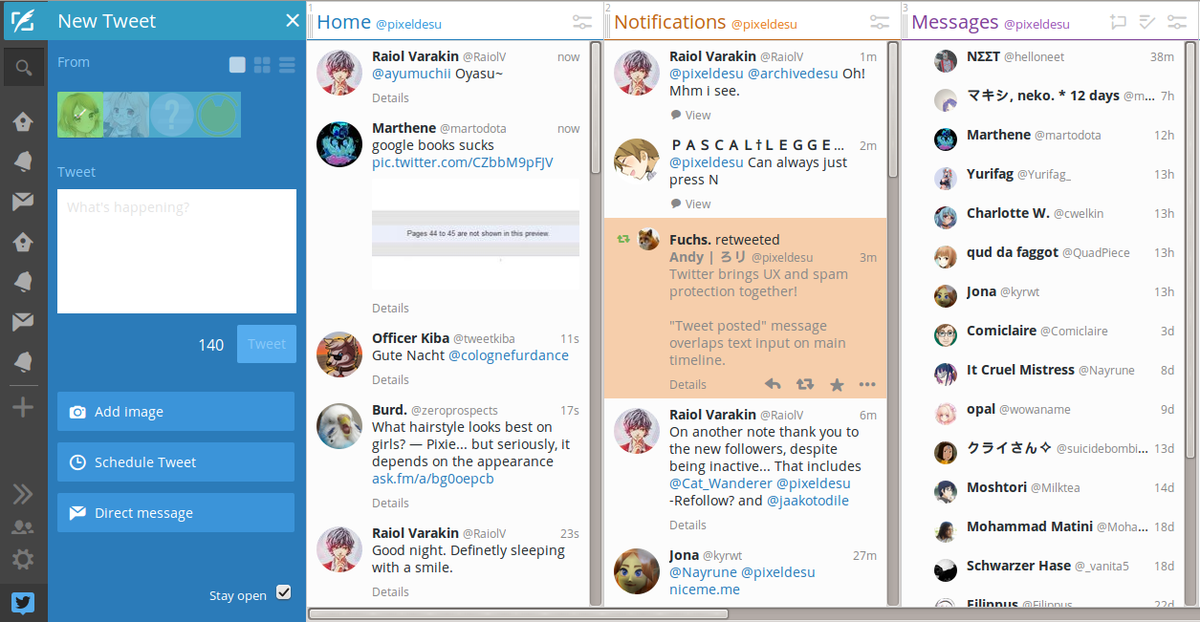 New Tweet
From
Tweet
What's happening?
140
Tweet
Add image
Schedule Tweet
Direct message
Stay open
1
Home @pixeldesu
Raiol Varakin @RaiolV now
@ayumuchii Oyasu~
Details
Marthene @martodota now
google books sucks
pic.twitter.com/CZbbM9pFJV
Pages 44 to 45 are not shown in this preview.
Details
Officer Kiba @tweetkiba 11s
Gute Nacht @colognefurdance
Details
Burd. @zeroprospects 17s
What hairstyle looks best on
girls? — Pixie... but seriously, it
depends on the appearance
ask.fm/a/bg0oepcb
Details
Raiol Varakin @RaiolV 23s
Good night. Definetly sleeping
with a smile.
Details
2
Notifications @pixeldesu
Raiol Varakin @RaiolV 1m
@pixeldesu @archivedesu Oh!
Mhm i see.
View
P A S C A L † L E G G E... 2m
@pixeldesu Can always just
press N
View
Fuchs. retweeted
Andy | ろリ @pixeldesu 3m
Twitter brings UX and spam
protection together!
"Tweet posted" message
overlaps text input on main
timeline.
Details
Raiol Varakin @RaiolV 6m
On another note thank you to
the new followers, despite
being inactive... That includes
@Cat_Wanderer @pixeldesu
-Refollow? and @jaakotodile
Details
Jona @kyrwt 27m
@Nayrune @pixeldesu
niceme.me
3
Messages @pixeldesu
NΣΣT @helloneet 38m
マキシ, neko. * 12 days @m... 7h
Marthene @martodota 12h
Yurifag @Yurifag_ 13h
Charlotte W. @cwelkin 13h
qud da faggot @QuadPiece 13h
Jona @kyrwt 13h
Comiclaire @Comiclaire 3d
It Cruel Mistress @Nayrune 8d
opal @wowaname 9d
クライさん✧ @suicidebombi... 13d
Moshtori @Milktea 14d
Mohammad Matini @Moha... 18d
Schwarzer Hase @_vanita5 18d
Filippus @Filippus_ 22d